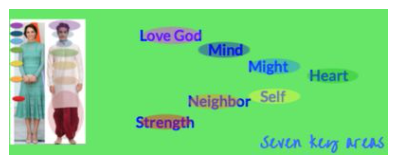 Love God
Mind
Might
Heart
Self
Neighbor
Strength
Seven key areas